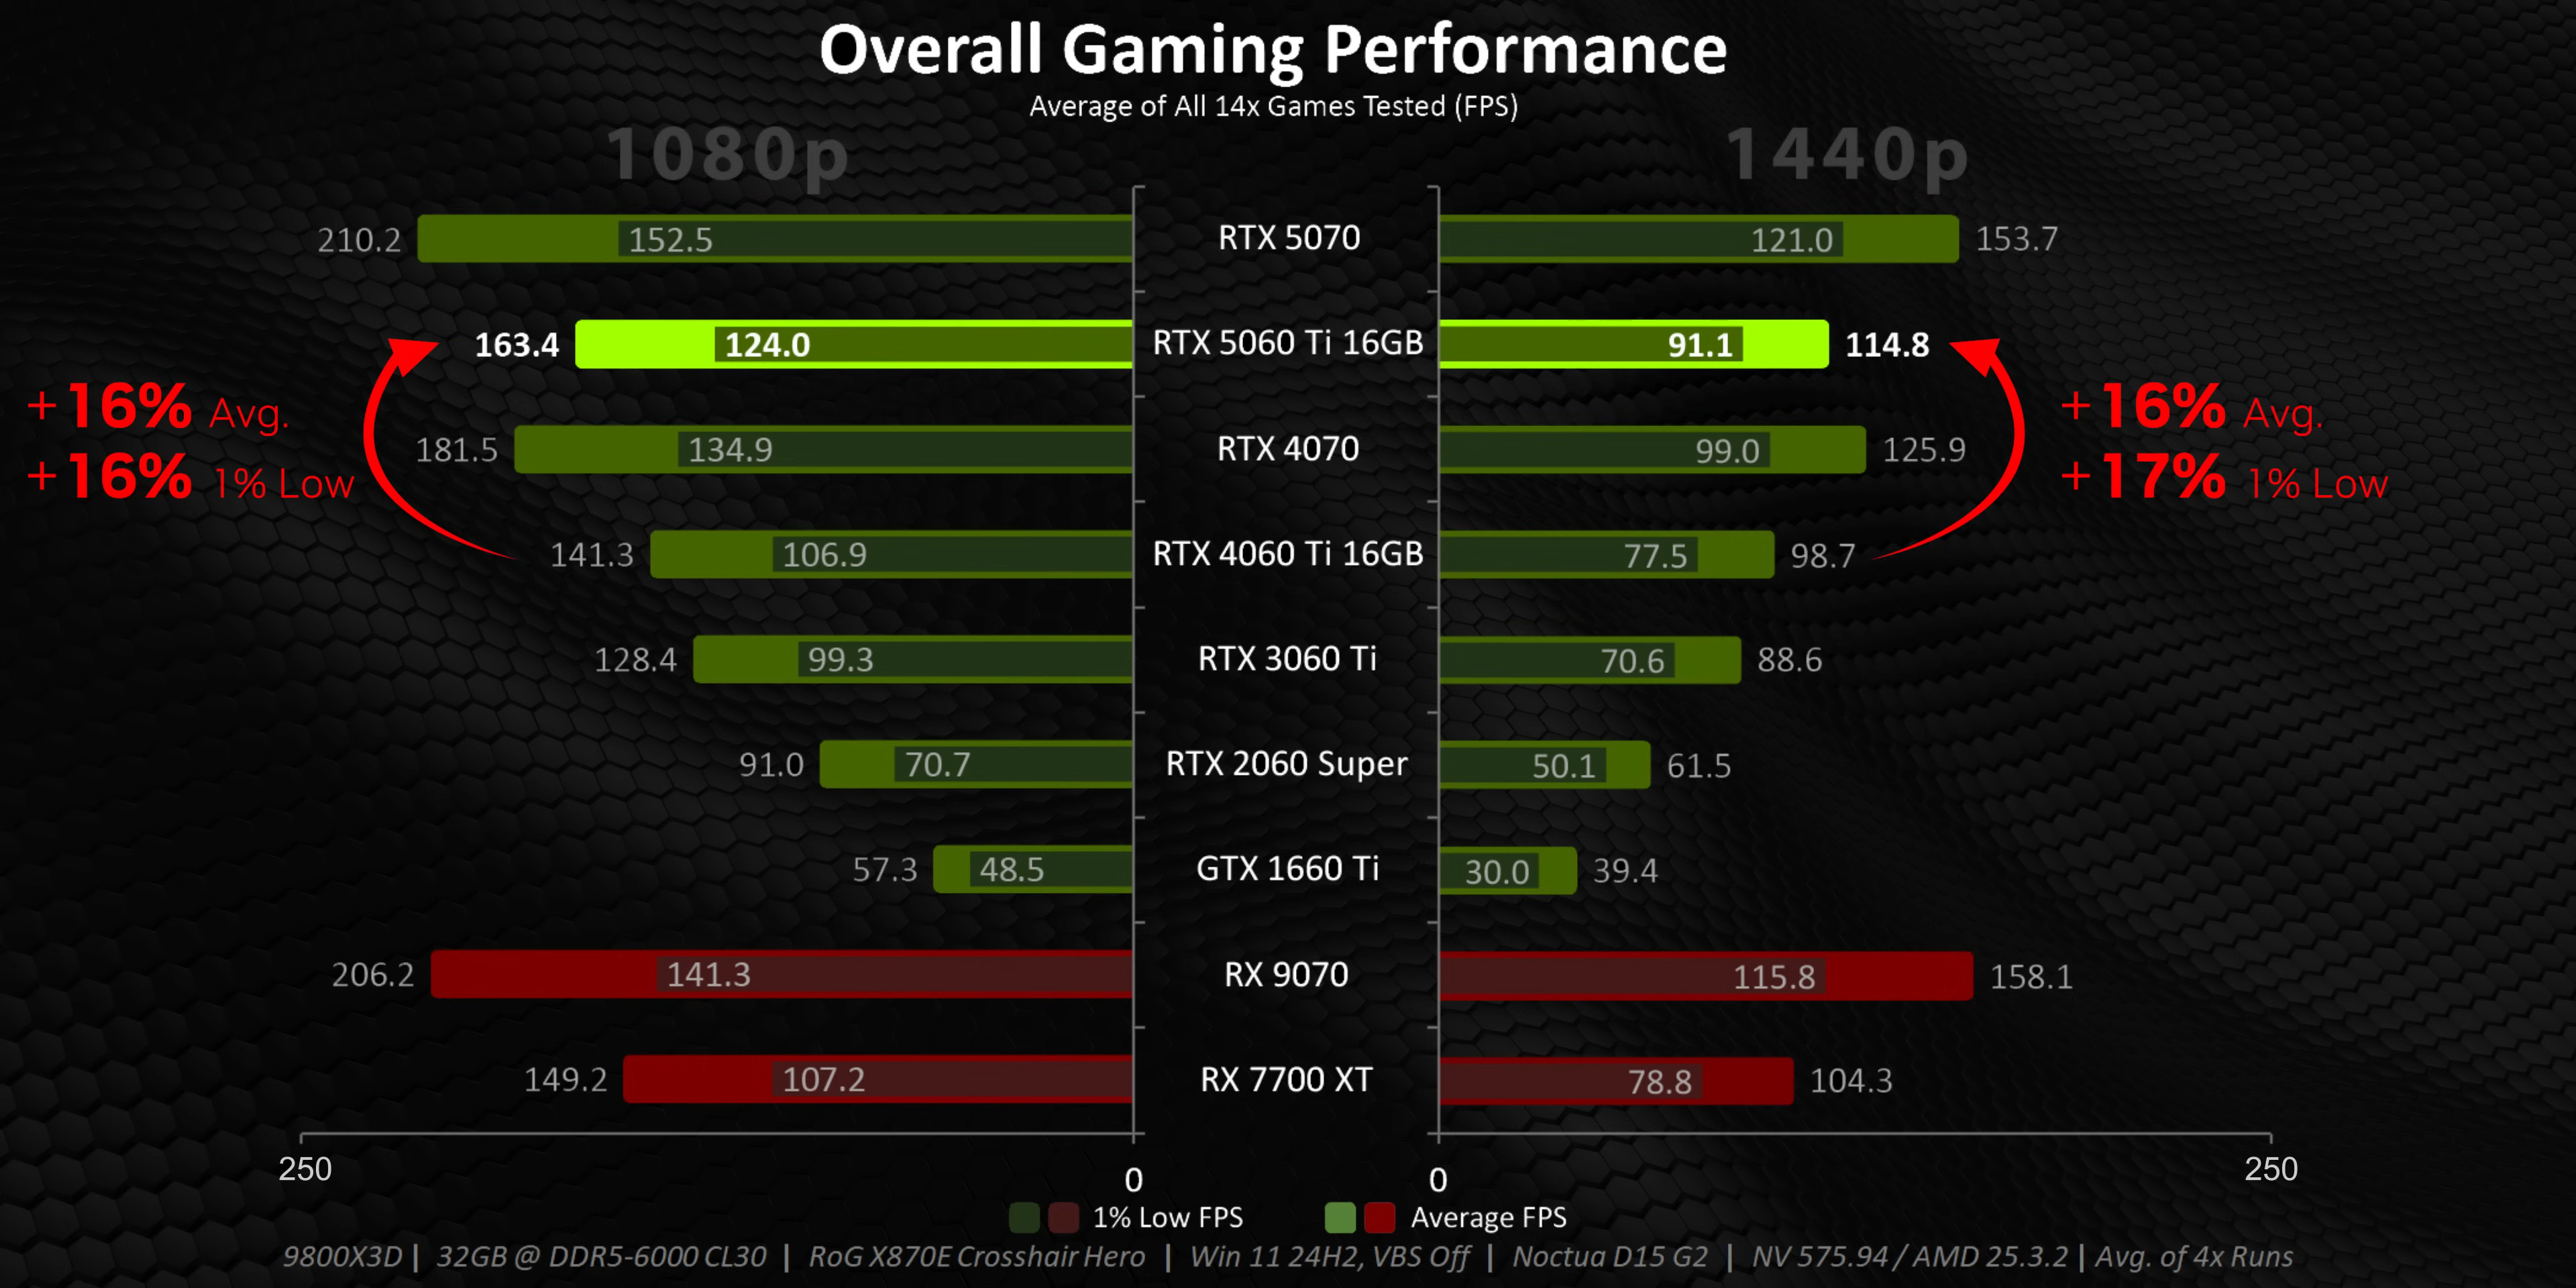 Overall Gaming Performance
Average of All 14x Games Tested (FPS)
1080p 1440p
210.2 152.5 RTX 5070 121.0 153.7
163.4 124.0 RTX 5060 Ti 16GB 91.1 114.8
+16% Avg. +16% Avg.
181.5 134.9 RTX 4070 99.0 125.9
+16% 1% Low +17% 1% Low
141.3 106.9 RTX 4060 Ti 16GB 77.5 98.7
128.4 99.3 RTX 3060 Ti 70.6 88.6
91.0 70.7 RTX 2060 Super 50.1 61.5
57.3 48.5 GTX 1660 Ti 30.0 39.4
206.2 141.3 RX 9070 115.8 158.1
149.2 107.2 RX 7700 XT 78.8 104.3
250 0 0 250
1% Low FPS Average FPS
9800X3D | 32GB @ DDR5-6000 CL30 | RoG X870E Crosshair Hero | Win 11 24H2, VBS Off | Noctua D15 G2 | NV 575.94 / AMD 25.3.2 | Avg. of 4x Runs